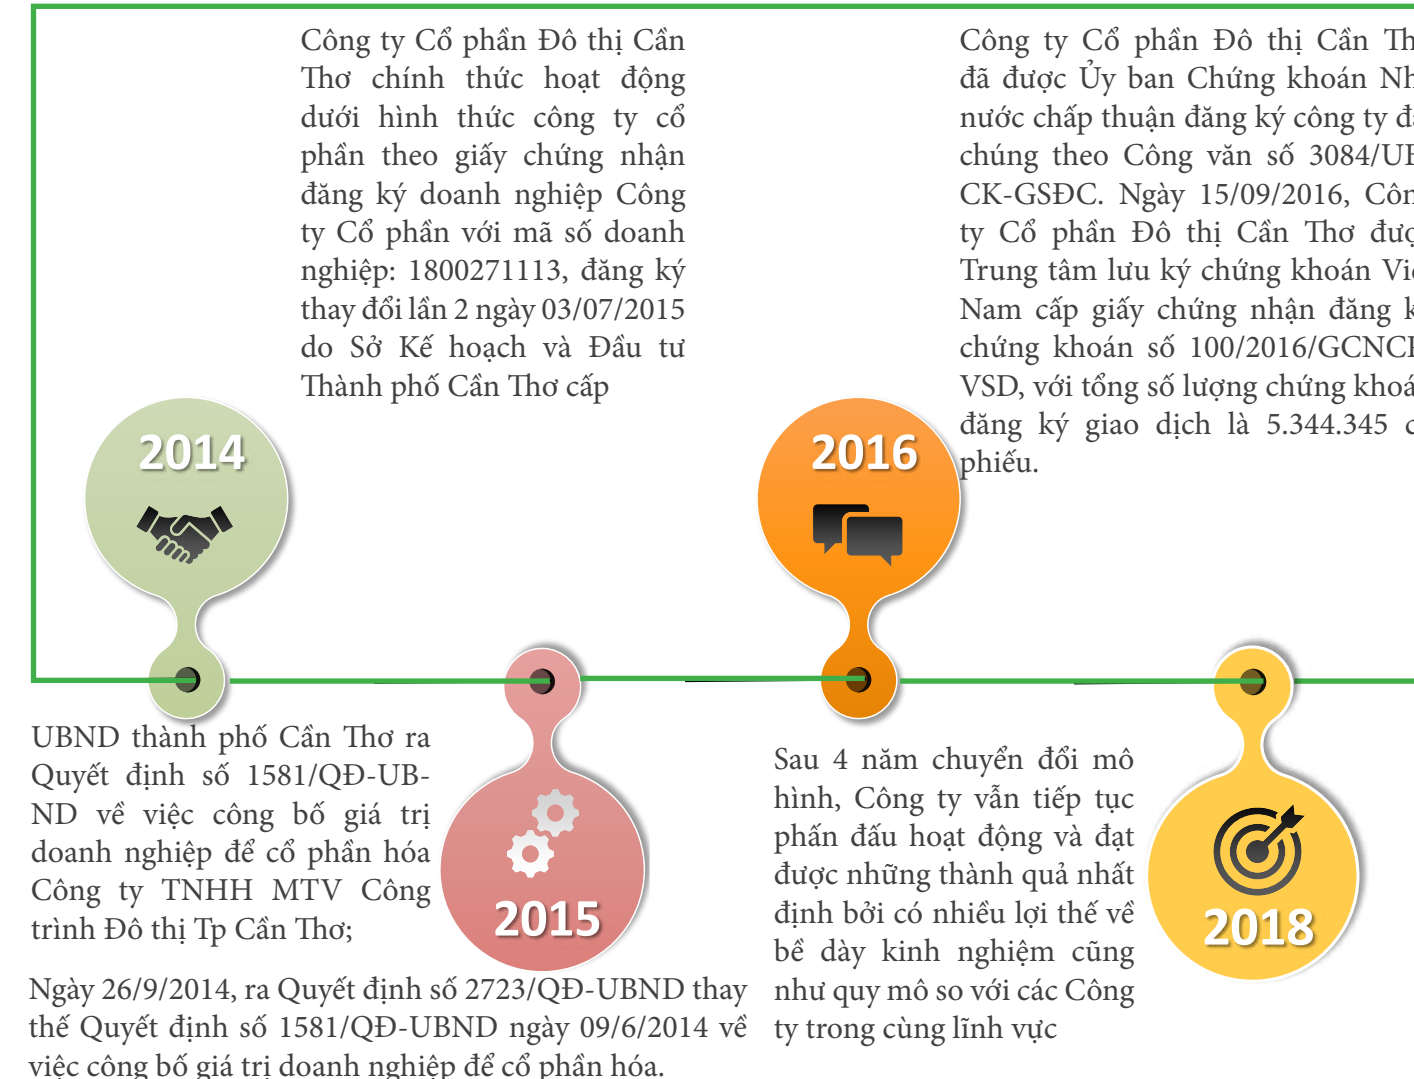 Công ty Cổ phần Đô thị Cần
Thơ chính thức hoạt động
dưới hình thức công ty cổ
phần theo giấy chứng nhận
đăng ký doanh nghiệp Công
ty Cổ phần với mã số doanh
nghiệp: 1800271113, đăng ký
thay đổi lần 2 ngày 03/07/2015
do Sở Kế hoạch và Đầu tư
Thành phố Cần Thơ cấp
Công ty Cổ phần Đô thị Cần Th
đã được Ủy ban Chứng khoán Nh
nước chấp thuận đăng ký công ty đạ
chúng theo Công văn số 3084/UB
CK-GSĐC. Ngày 15/09/2016, Côn
ty Cổ phần Đô thị Cần Thơ đượ
Trung tâm lưu ký chứng khoán Việ
Nam cấp giấy chứng nhận đăng k
chứng khoán số 100/2016/GCNCP
VSD, với tổng số lượng chứng khoá
đăng ký giao dịch là 5.344.345 c
phiếu.
2014
2016
UBND thành phố Cần Thơ ra
Quyết định số 1581/QĐ-UB-
ND về việc công bố giá trị
doanh nghiệp để cổ phần hóa
Công ty TNHH MTV Công
trình Đô thị Tp Cần Thơ;
Ngày 26/9/2014, ra Quyết định số 2723/QĐ-UBND thay
thế Quyết định số 1581/QĐ-UBND ngày 09/6/2014 về
việc công bố giá trị doanh nghiệp để cổ phần hóa.
2015
Sau 4 năm chuyển đổi mô
hình, Công ty vẫn tiếp tục
phấn đấu hoạt động và đạt
được những thành quả nhất
định bởi có nhiều lợi thế về
bề dày kinh nghiệm cũng
như quy mô so với các Công
ty trong cùng lĩnh vực
2018